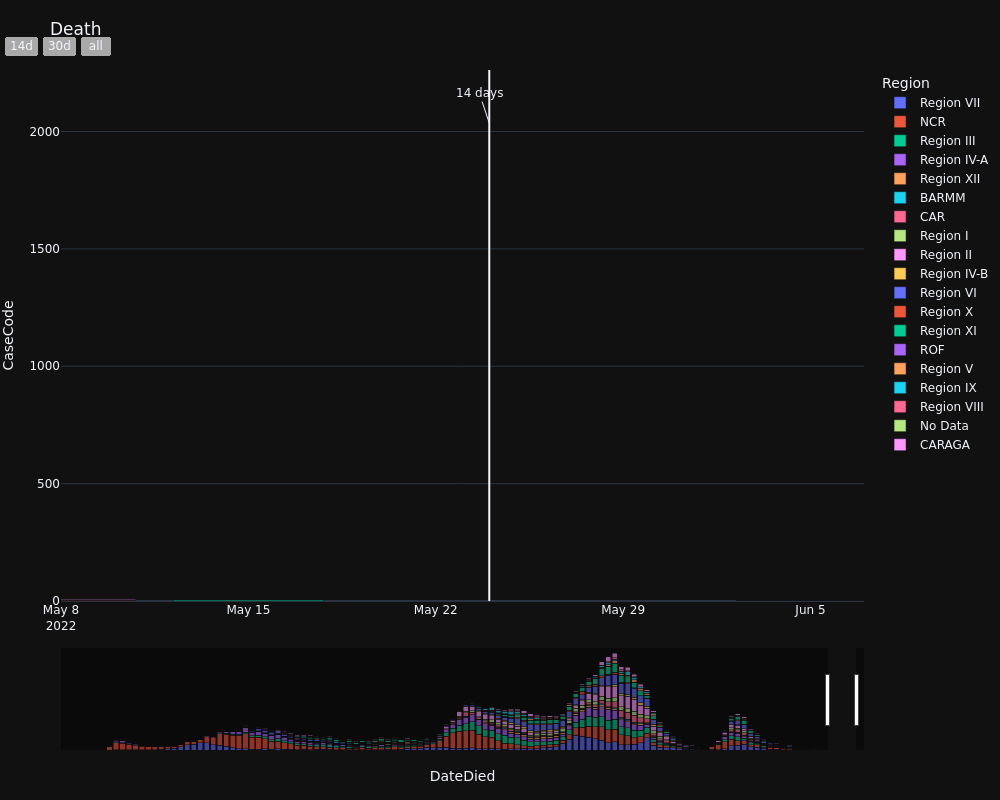 Death
14d 30d all
14 days
Region
Region VII
NCR
Region III
Region IV-A
Region XII
BARMM
CAR
Region I
Region II
Region IV-B
Region VI
Region X
Region XI
ROF
Region V
Region IX
Region VIII
No Data
CARAGA
CaseCode
2000
1500
1000
500
0
May 8 May 15 May 22 May 29 Jun 5
2022
DateDied